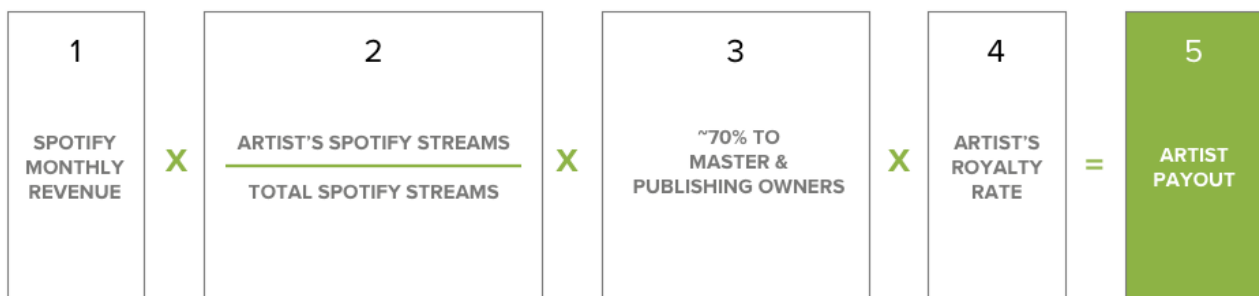 1
SPOTIFY
MONTHLY
REVENUE
X
2
ARTIST'S SPOTIFY STREAMS
TOTAL SPOTIFY STREAMS
X
3
~70% TO
MASTER &
PUBLISHING OWNERS
X
4
ARTIST'S
ROYALTY
RATE
=
5
ARTIST
PAYOUT